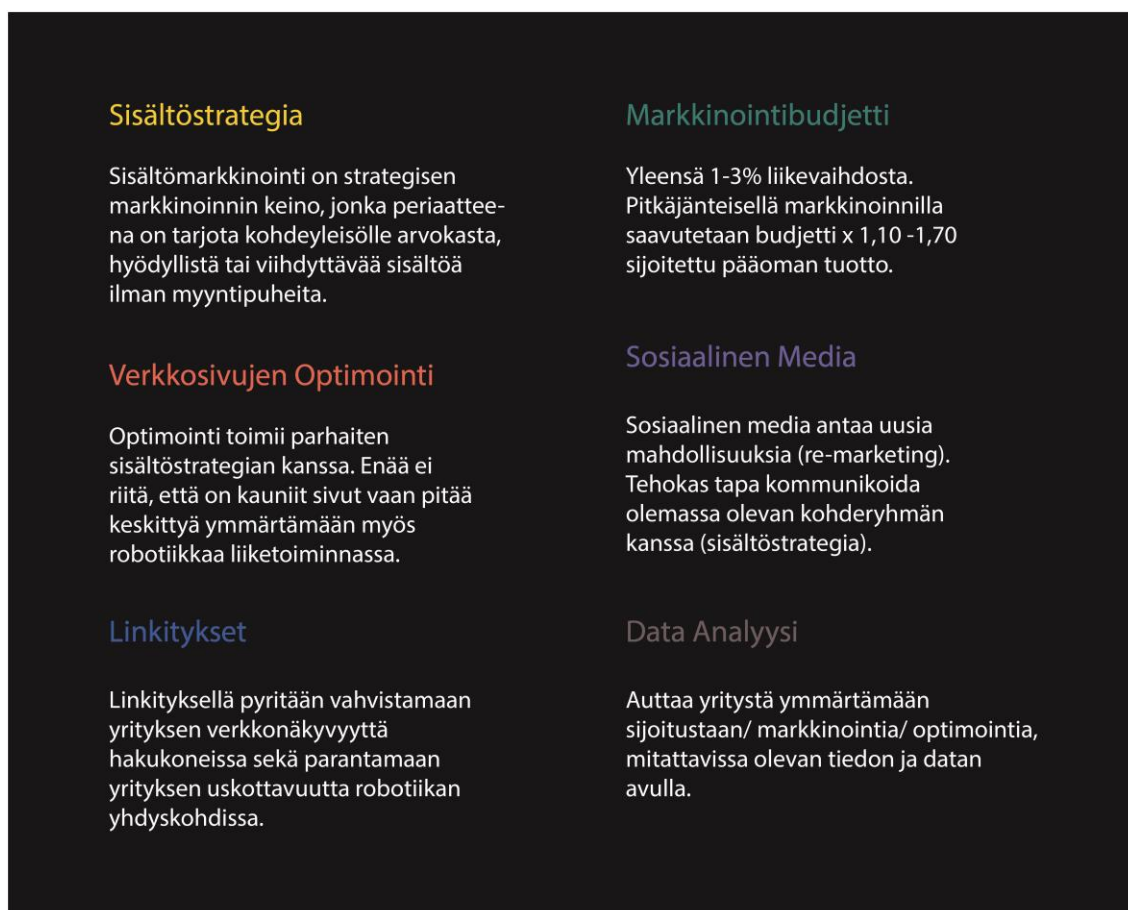 Sisältöstrategia
Sisältömarkkinointi on strategisen
markkinoinnin keino, jonka periaattee-
na on tarjota kohdeyleisölle arvokasta,
hyödyllistä tai viihdyttävää sisältöä
ilman myyntipuheita.
Verkkosivujen Optimointi
Optimointi toimii parhaiten
sisältöstrategian kanssa. Enää ei
riitä, että on kauniit sivut vaan pitää
keskittyä ymmärtämään myös
robotiikkaa liiketoiminnassa.
Linkitykset
Linkityksellä pyritään vahvistamaan
yrityksen verkkonäkyvyyttä
hakukoneissa sekä parantamaan
yrityksen uskottavuutta robotiikan
yhdyskohdissa.
Markkinointibudjetti
Yleensä 1-3% liikevaihdosta.
Pitkäjänteisellä markkinoinnilla
saavutetaan budjetti x 1,10 -1,70
sijoitettu pääoman tuotto.
Sosiaalinen Media
Sosiaalinen media antaa uusia
mahdollisuuksia (re-marketing).
Tehokas tapa kommunikoida
olemassa olevan kohderyhmän
kanssa (sisältöstrategia).
Data Analyysi
Auttaa yritystä ymmärtämään
sijoitustaan/ markkinointia/ optimointia,
mitattavissa olevan tiedon ja datan
avulla.